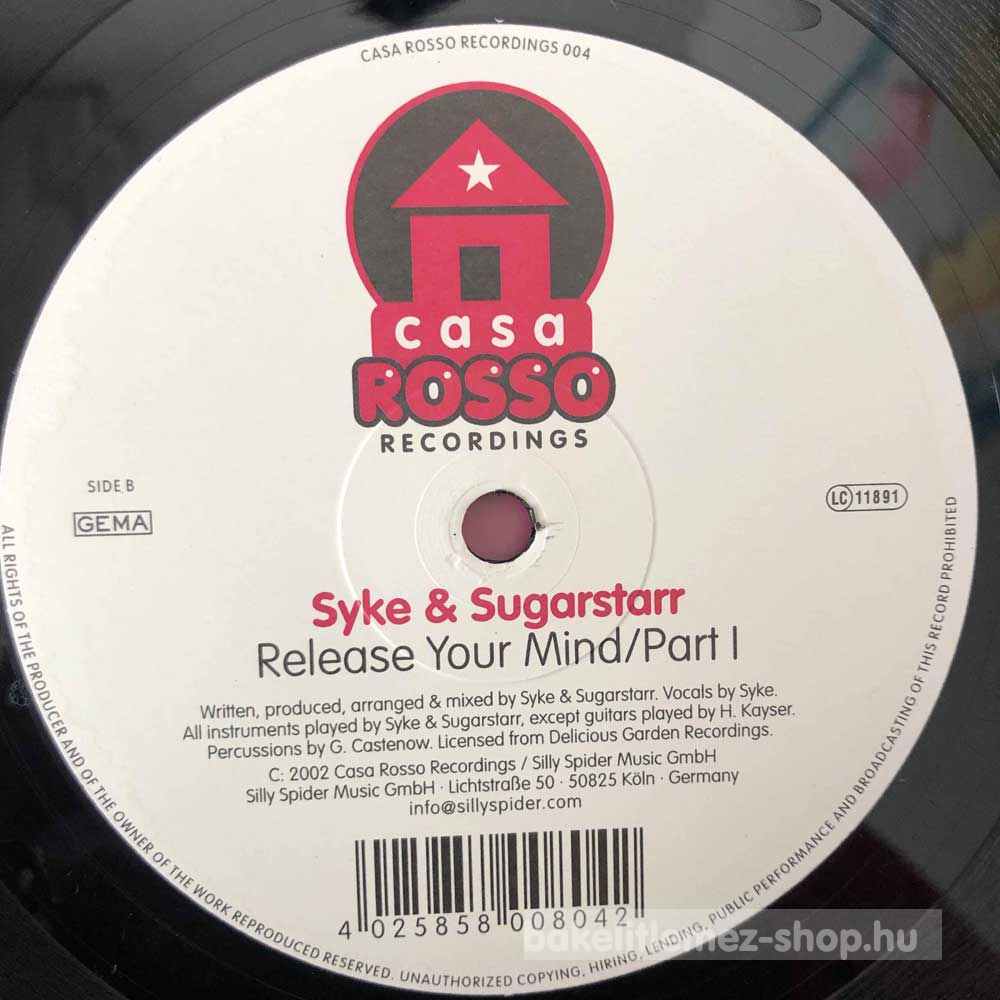 CASA ROSSO RECORDINGS 004
casa
ROSSO
RECORDINGS
SIDE B
GEMA
LC 11891
Syke & Sugarstarr
Release Your Mind/Part I
Written, produced, arranged & mixed by Syke & Sugarstarr. Vocals by Syke.
All instruments played by Syke & Sugarstarr, except guitars played by H. Kayser.
Percussions by G. Castenow. Licensed from Delicious Garden Recordings.
C: 2002 Casa Rosso Recordings / Silly Spider Music GmbH
Silly Spider Music GmbH · Lichtstraße 50 · 50825 Köln · Germany
info@sillyspider.com
4 025858 008042
ALL RIGHTS OF THE PRODUCER AND OF THE OWNER OF THE WORK REPRODUCED RESERVED. UNAUTHORIZED COPYING, HIRING, LENDING, PUBLIC PERFORMANCE AND BROADCASTING OF THIS RECORD PROHIBITED
bakelitlemez-shop.hu